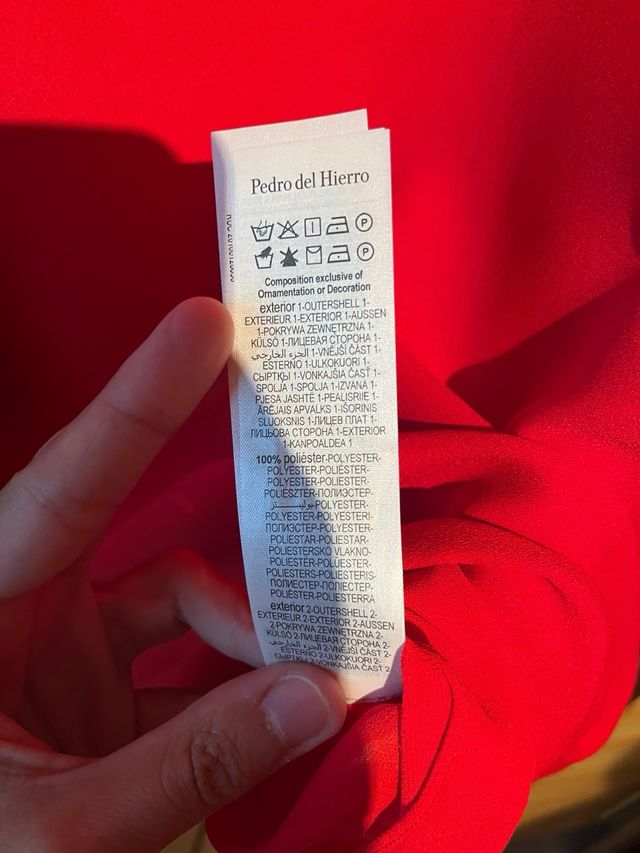 Pedro del Hierro
P
P
Composition exclusive of
Ornamentation or Decoration
exterior 1-OUTERSHELL 1-
EXTERIEUR 1-EXTERIOR 1-AUSSEN
1-POKRYWA ZEWNĘTRZNA 1-
KÜLSŐ 1-ЛИЦЕВАЯ СТОРОНА 1-
الجزء الخارجي 1-VNĚJŠÍ ČÁST 1-
ESTERNO 1-ULKOKUORI 1-
СЫРТҚЫ 1-VONKAJŠIA ČASŤ 1-
SPOLJA 1-SPOLJA 1-IZVANA 1-
PJESA JASHTË 1-PEALISRIIE 1-
ĀRĒJAIS APVALKS 1-IŠORINIS
SLUOKSNIS 1-ЛИЦЕВ ПЛАТ 1-
ЛИЦЬОВА СТОРОНА 1-EXTERIOR
1-KANPOALDEA 1
100% poliéster-POLYESTER-
POLYESTER-POLIÉSTER-
POLYESTER-POLIESTER-
POLIÉSZTER-ПОЛИЭСТЕР-
بوليستر-POLYESTER-
POLYESTER-POLYESTERI-
ПОЛИЭСТЕР-POLYESTER-
POLIESTAR-POLIESTAR-
POLIESTERSKO VLAKNO-
POLIESTËR-POLÜESTER-
POLIESTERS-POLIESTERIS-
ПОЛИЕСТЕР-ПОЛІЕСТЕР-
POLIÈSTER-POLIESTERRA
exterior 2-OUTERSHELL 2-
EXTERIEUR 2-EXTERIOR 2-AUSSEN
2-POKRYWA ZEWNĘTRZNA 2-
KÜLSŐ 2-ЛИЦЕВАЯ СТОРОНА 2-
الجزء الخارجي 2-VNĚJŠÍ ČÁST 2-
ESTERNO 2-ULKOKUORI 2-
СЫРТҚЫ 2-VONKAJŠIA ČASŤ 2-